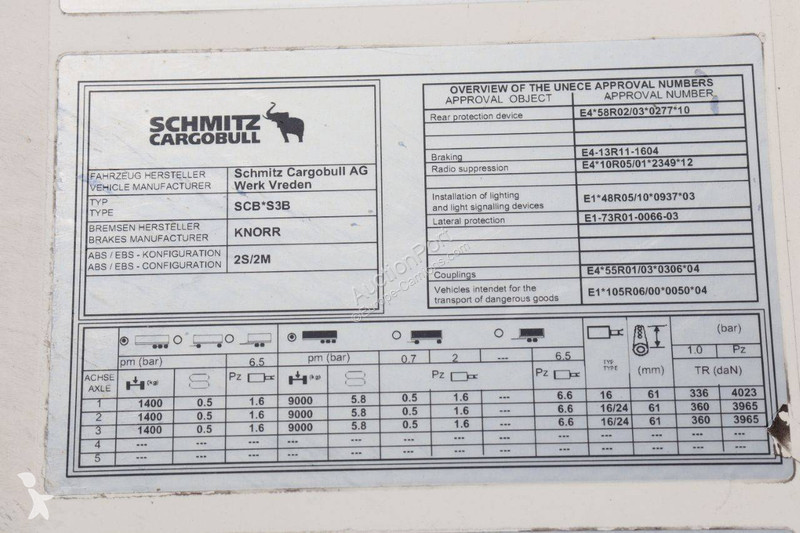 SCHMITZ
CARGOBULL
FAHRZEUG HERSTELLER
VEHICLE MANUFACTURER
Schmitz Cargobull AG
Werk Vreden
TYP
TYPE
SCB*S3B
BREMSEN HERSTELLER
BRAKES MANUFACTURER
KNORR
ABS / EBS - KONFIGURATION
ABS / EBS - CONFIGURATION
2S/2M
OVERVIEW OF THE UNECE APPROVAL NUMBERS
APPROVAL OBJECT APPROVAL NUMBER
Rear protection device E4*58R02/03*0277*10
Braking E4-13R11-1604
Radio suppression E4*10R05/01*2349*12
Installation of lighting
and light signalling devices E1*48R05/10*0937*03
Lateral protection E1-73R01-0066-03
Couplings E4*55R01/03*0306*04
Vehicles intendet for the
transport of dangerous goods E1*105R06/00*0050*04
AuctionPort
@Europe-Camions.com
(bar)
pm (bar) 6.5 pm (bar) 0.7 2 --- 6.5 TYP TYPE (mm) 1.0 Pz
ACHSE
AXLE
(kg) Pz (kg) Pz Pz TR (daN)
1 1400 0.5 1.6 9000 5.8 0.5 1.6 --- 6.6 16 61 336 4023
2 1400 0.5 1.6 9000 5.8 0.5 1.6 --- 6.6 16/24 61 360 3965
3 1400 0.5 1.6 9000 5.8 0.5 1.6 --- 6.6 16/24 61 360 3965
4 --- --- --- --- --- --- --- --- --- --- --- --- ---
5 --- --- --- --- --- --- --- --- --- --- --- --- ---